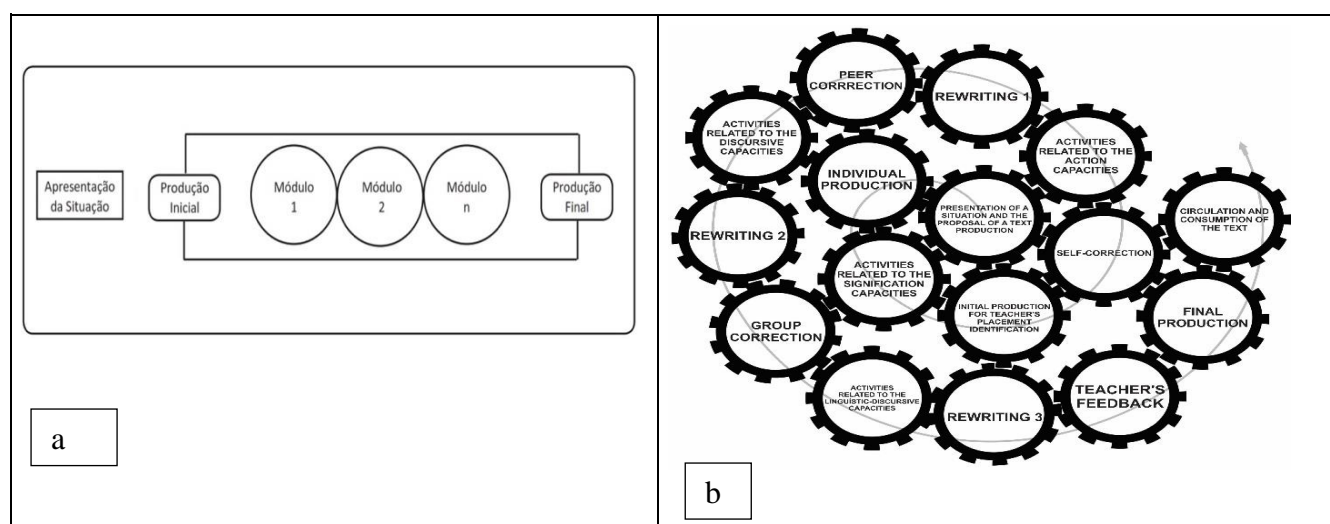 Apresentação
da Situação
Produção
Inicial
Módulo
1
Módulo
2
Módulo
n
Produção
Final
a
PEER
CORRRECTION
REWRITING 1
ACTIVITIES
RELATED TO THE
DISCURSIVE
CAPACITIES
ACTIVITIES
RELATED TO THE
ACTION
CAPACITIES
INDIVIDUAL
PRODUCTION
PRESENTATION OF A
SITUATION AND THE
PROPOSAL OF A TEXT
PRODUCTION
CIRCULATION AND
CONSUMPTION OF
THE TEXT
REWRITING 2
SELF-CORRECTION
ACTIVITIES
RELATED TO THE
SIGNIFICATION
CAPACITIES
INITIAL PRODUCTION
FOR TEACHER'S
PLACEMENT
IDENTIFICATION
FINAL
PRODUCTION
GROUP
CORRECTION
ACTIVITIES
RELATED TO THE
LINGUISTIC-DISCURSIVE
CAPACITIES
REWRITING 3
TEACHER'S
FEEDBACK
b